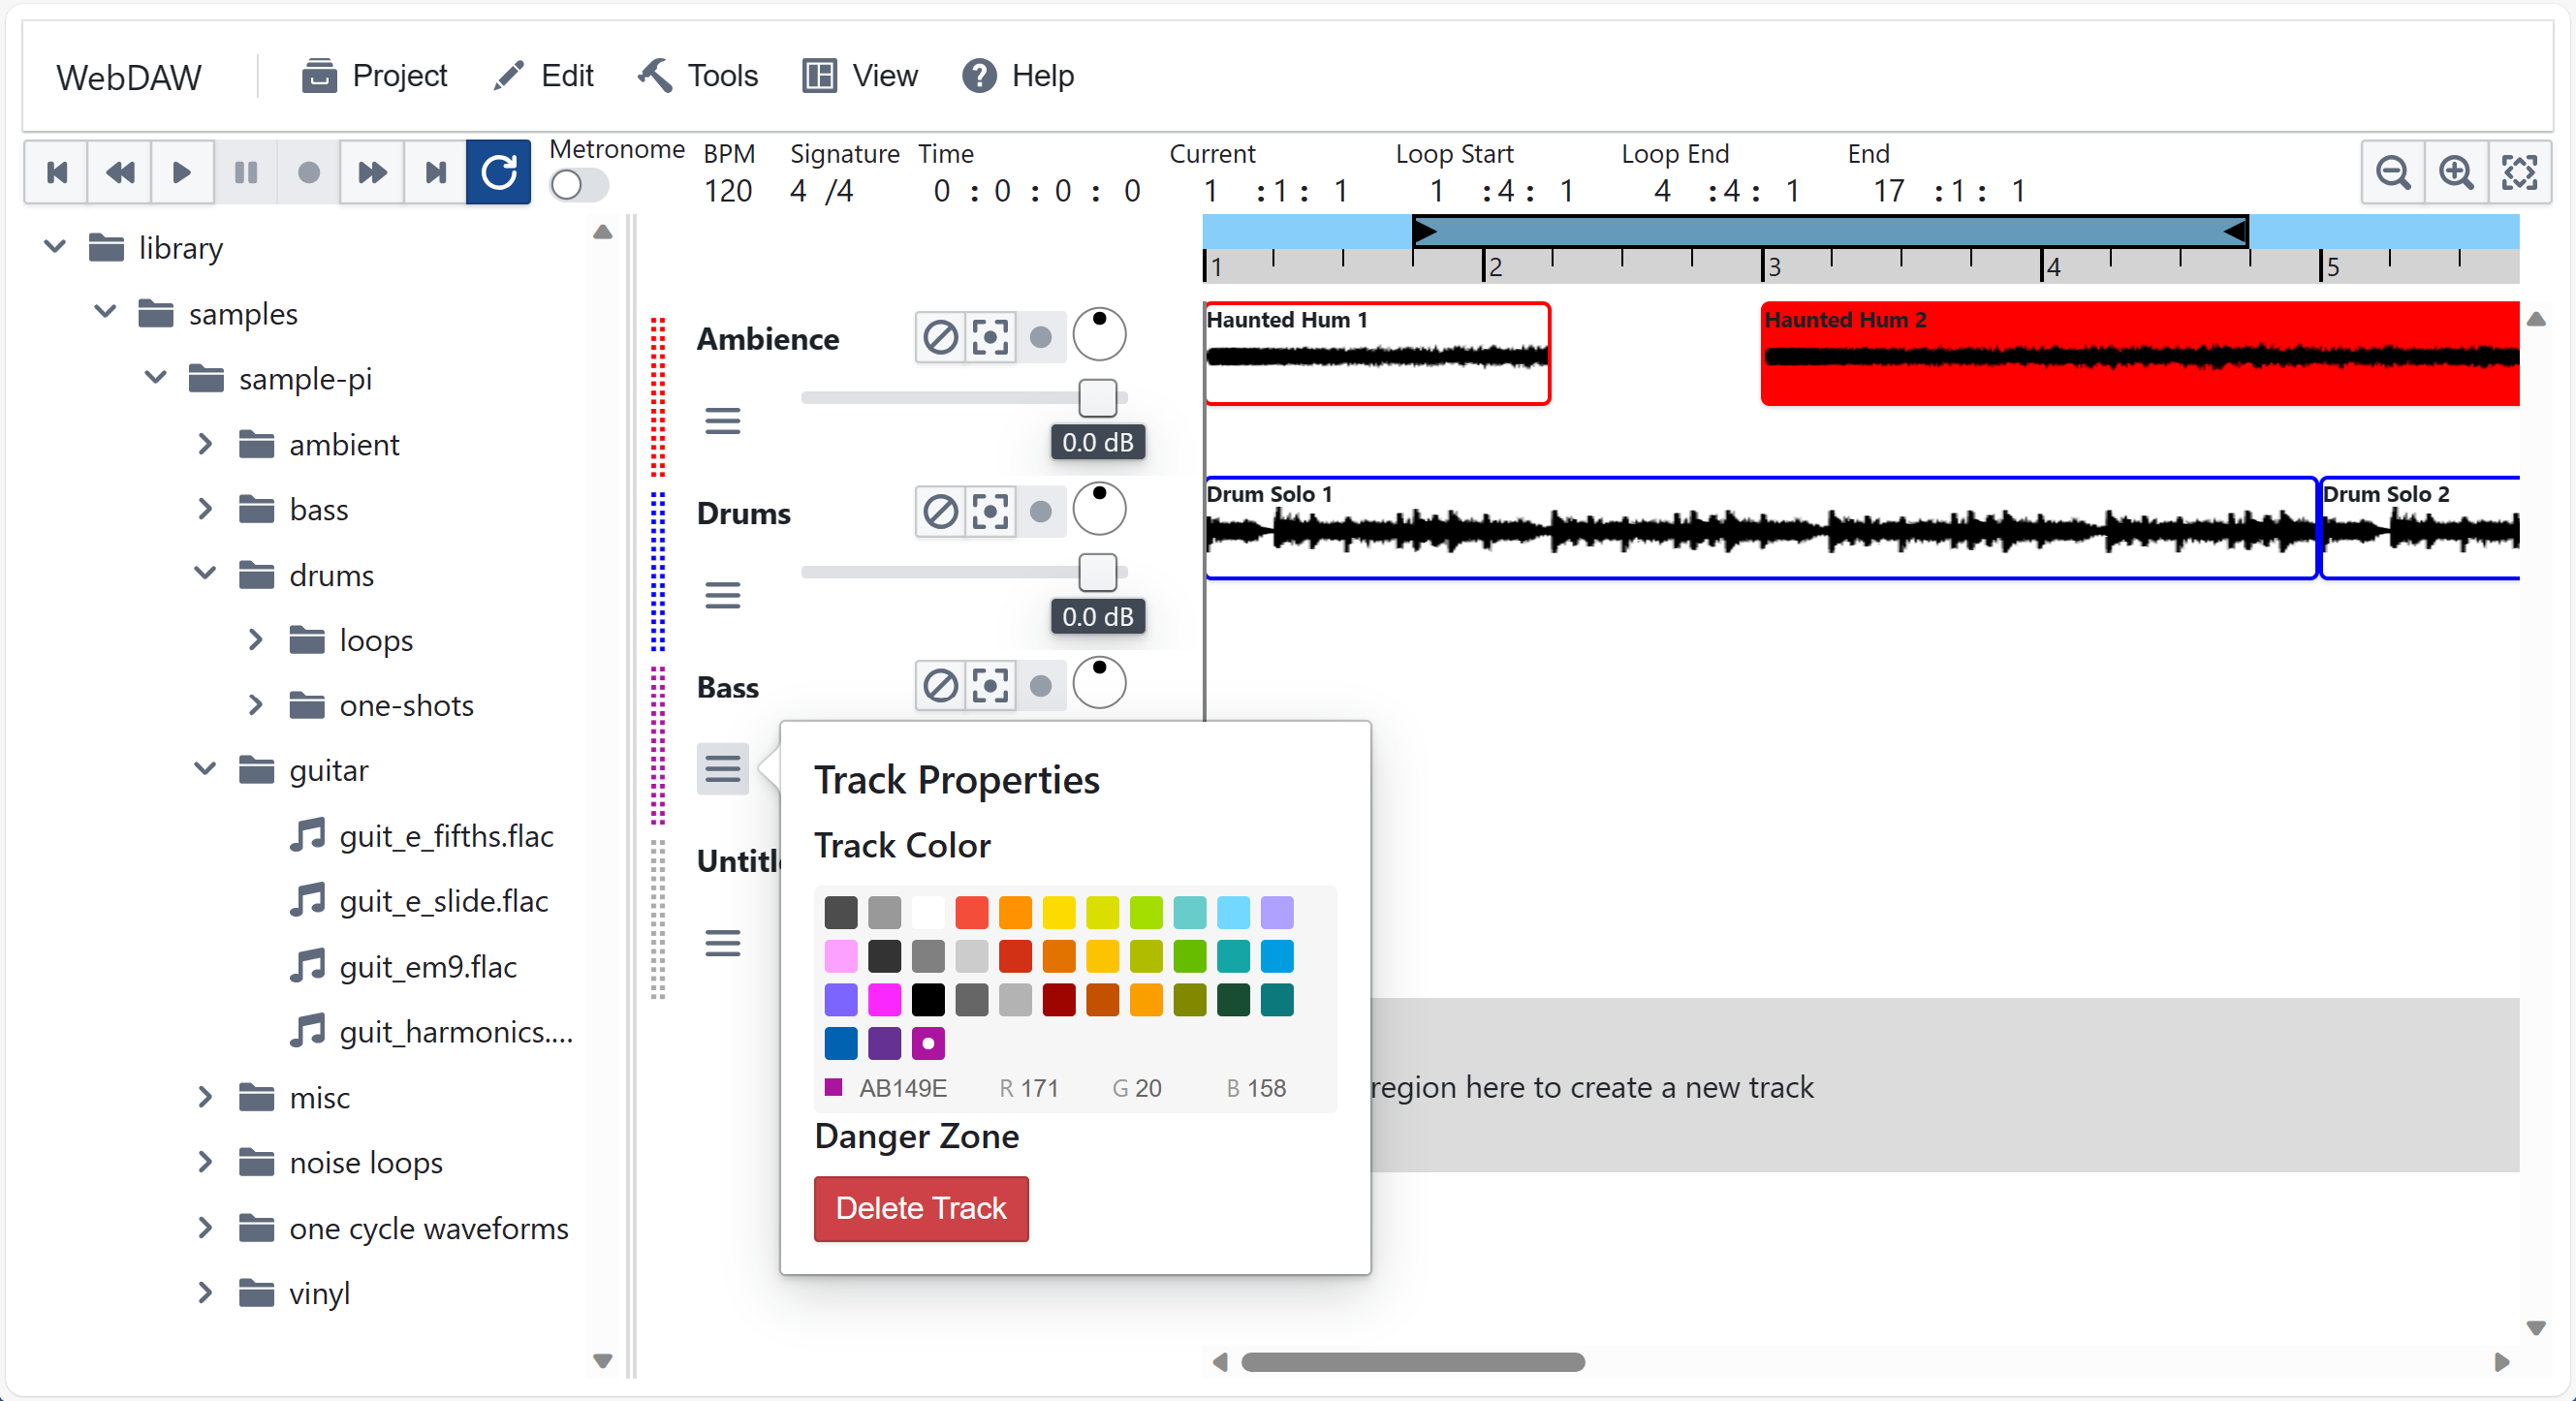 WebDAW Project Edit Tools View Help
Metronome BPM Signature Time Current Loop Start Loop End End
120 4 /4 0 : 0 : 0 : 0 1 :1: 1 1 :4: 1 4 :4: 1 17 :1: 1
library
samples
sample-pi
ambient
bass
drums
loops
one-shots
guitar
guit_e_fifths.flac
guit_e_slide.flac
guit_em9.flac
guit_harmonics....
misc
noise loops
one cycle waveforms
vinyl
1 2 3 4 5
Ambience
0.0 dB
Haunted Hum 1 Haunted Hum 2
Drums
0.0 dB
Drum Solo 1 Drum Solo 2
Bass
Untitle
Track Properties
Track Color
AB149E R 171 G 20 B 158
Danger Zone
Delete Track
region here to create a new track